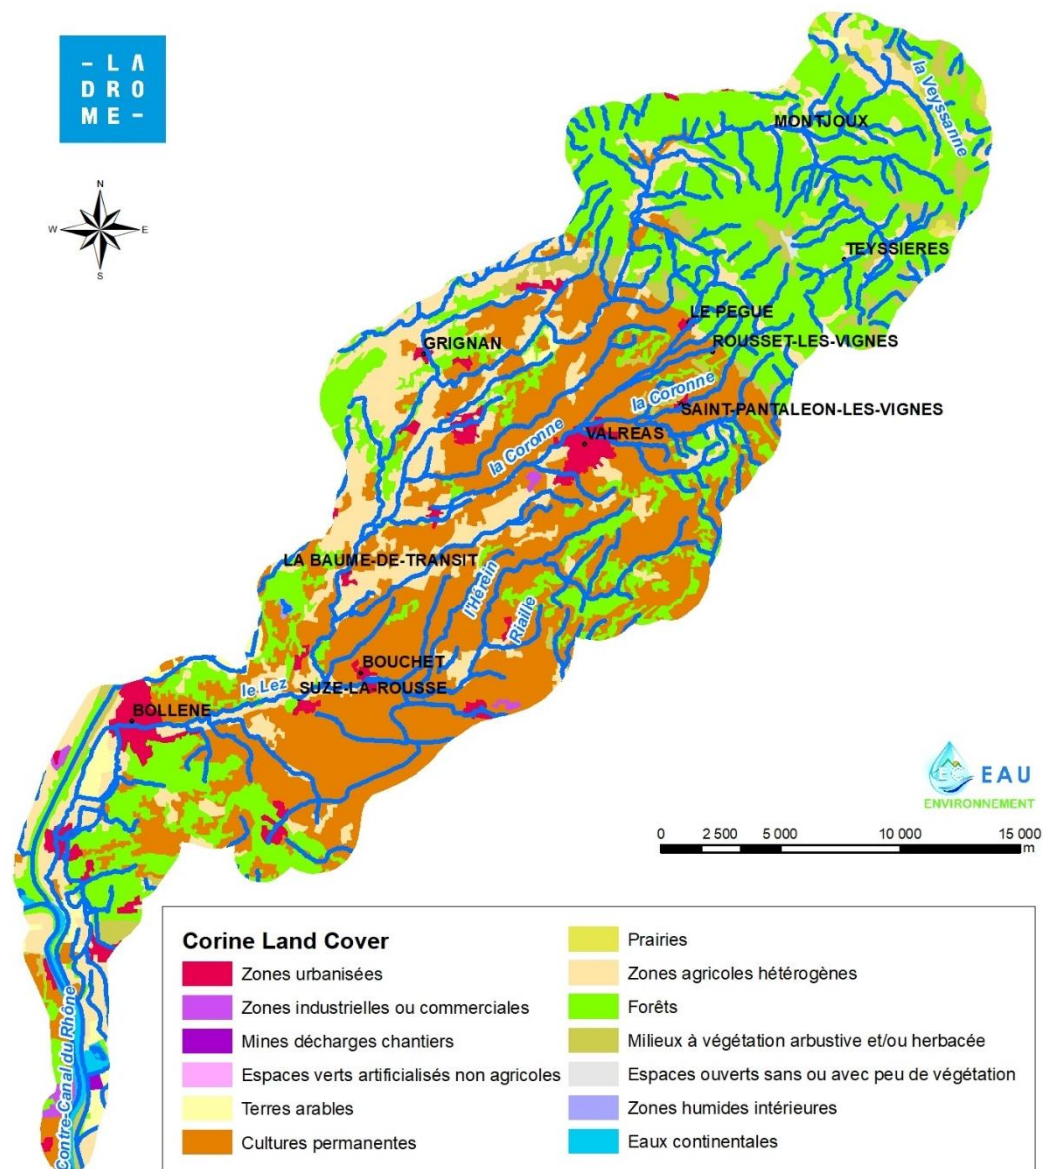 - LA
DRO
ME -
la Veyssanne
MONTJOUX
N
W
E
S
TEYSSIERES
LE PEGUE
GRIGNAN
ROUSSET-LES-VIGNES
la Coronne
SAINT-PANTALEON-LES-VIGNES
la Coronne
VALREAS
LA BAUME-DE-TRANSIT
l'Hérein
Riaille
BOUCHET
le Lez
SUZE-LA-ROUSSE
BOLLENE
EAU
ENVIRONNEMENT
0 2 500 5 000 10 000 15 000
m
Contre-Canal du Rhône
Corine Land Cover
Zones urbanisées
Zones industrielles ou commerciales
Mines décharges chantiers
Espaces verts artificialisés non agricoles
Terres arables
Cultures permanentes
Prairies
Zones agricoles hétérogènes
Forêts
Milieux à végétation arbustive et/ou herbacée
Espaces ouverts sans ou avec peu de végétation
Zones humides intérieures
Eaux continentales